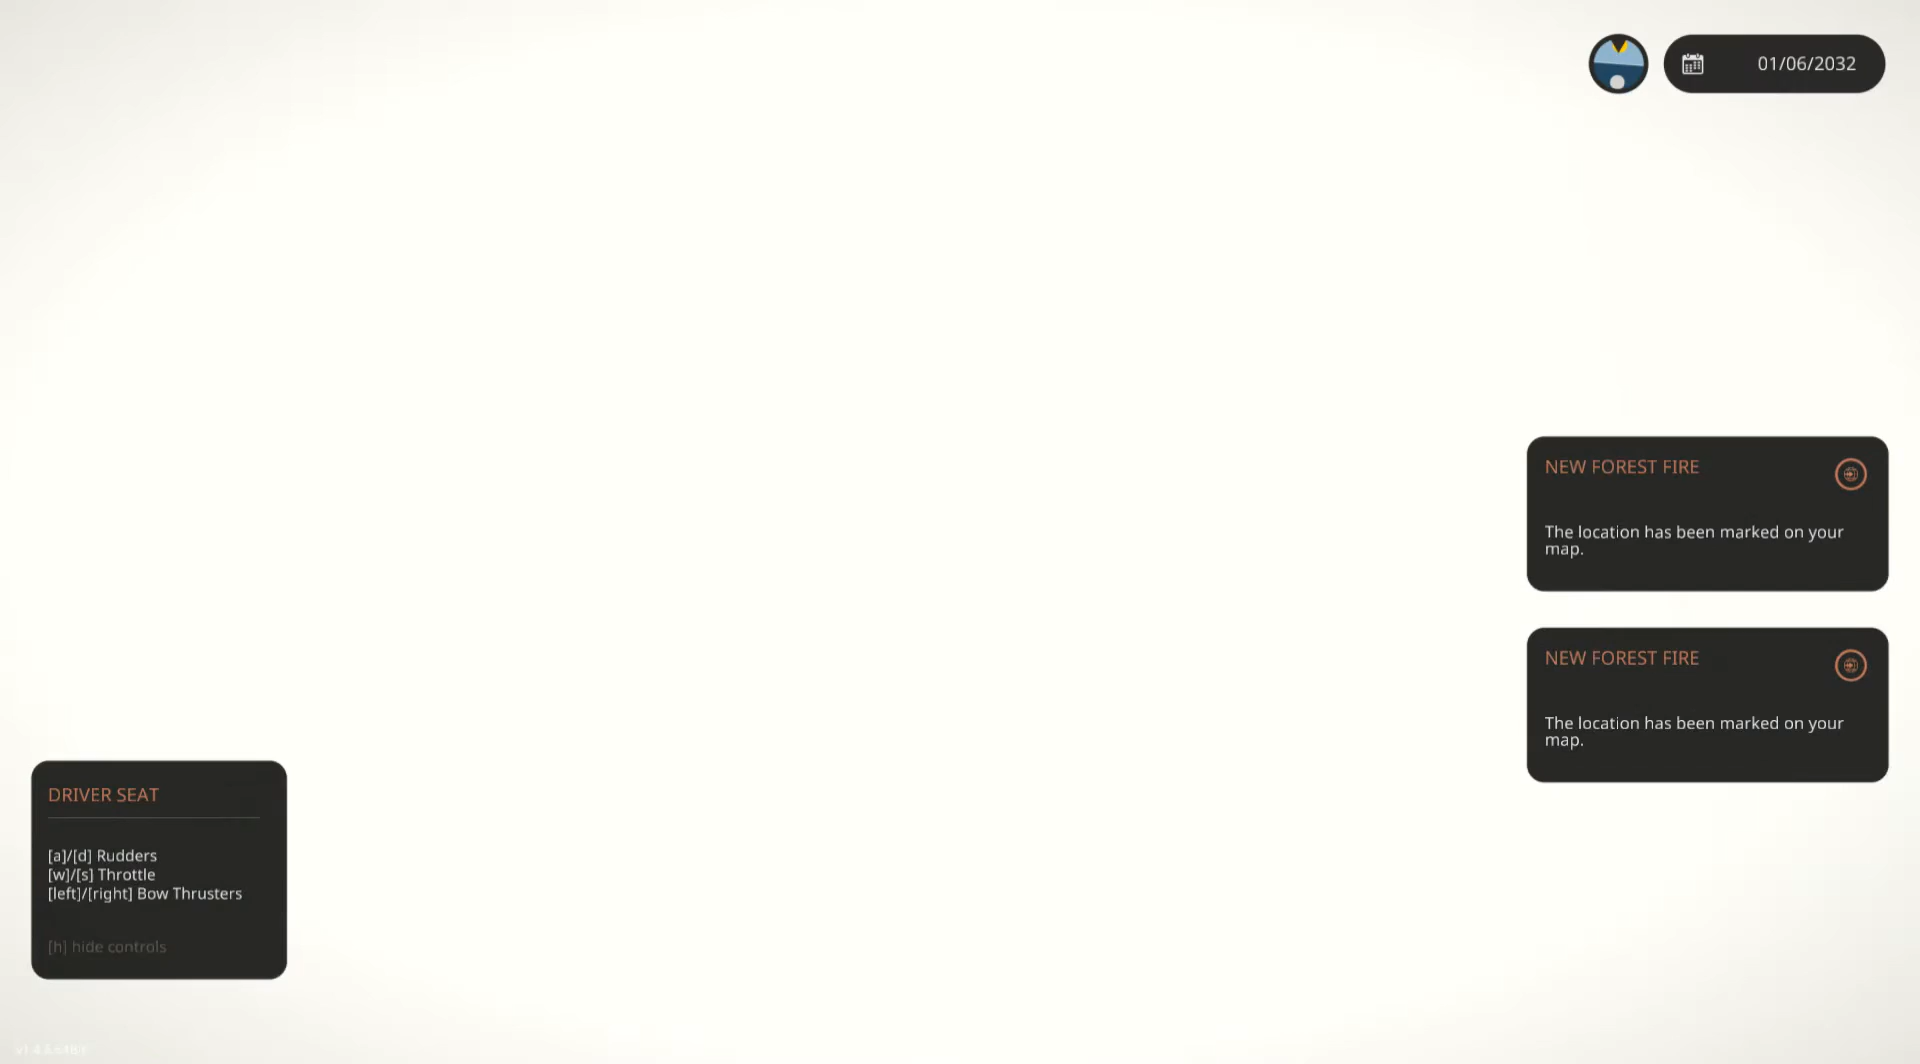 01/06/2032
NEW FOREST FIRE
The location has been marked on your
map.
NEW FOREST FIRE
The location has been marked on your
map.
DRIVER SEAT
[a]/[d] Rudders
[w]/[s] Throttle
[left]/[right] Bow Thrusters
[h] hide controls